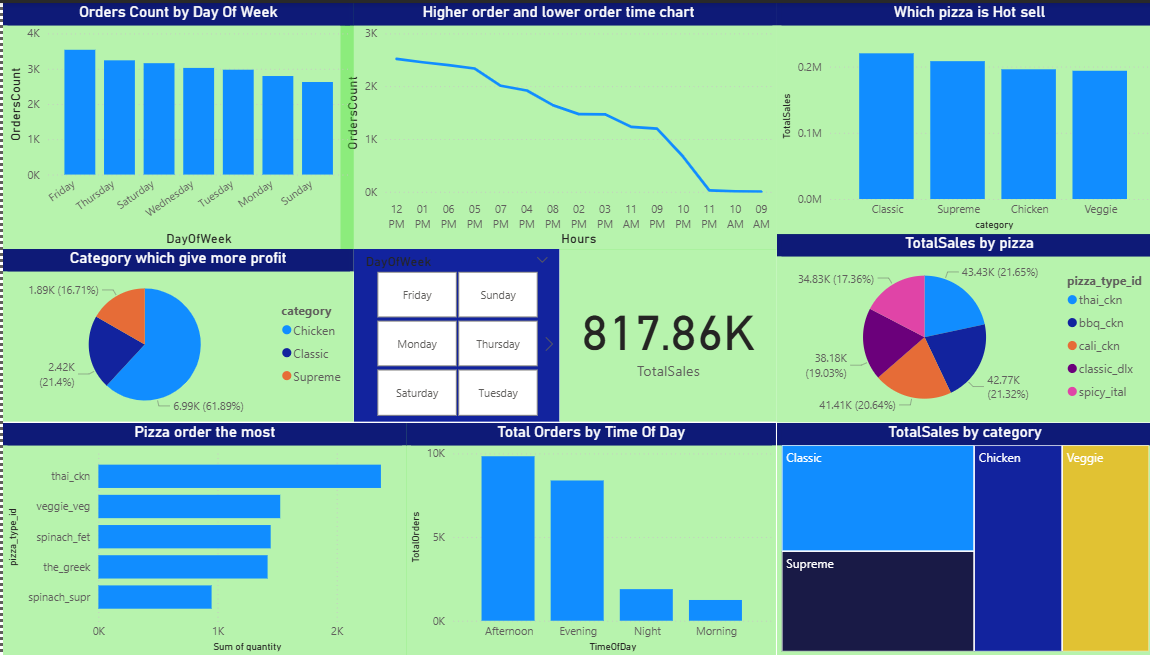 Orders Count by Day Of Week
4K
3K
2K
1K
0K
OrdersCount
Friday
Thursday
Saturday
Wednesday
Tuesday
Monday
Sunday
DayOfWeek
Higher order and lower order time chart
3K
2K
1K
0K
OrdersCount
12 PM
01 PM
06 PM
05 PM
07 PM
04 PM
08 PM
02 PM
03 PM
11 AM
09 PM
10 PM
11 PM
10 AM
09 AM
Hours
Which pizza is Hot sell
0.2M
0.1M
0.0M
TotalSales
Classic
Supreme
Chicken
Veggie
category
Category which give more profit
1.89K (16.71%)
2.42K
(21.4%)
6.99K (61.89%)
category
Chicken
Classic
Supreme
DayOfWeek
Friday
Sunday
Monday
Thursday
Saturday
Tuesday
817.86K
TotalSales
TotalSales by pizza
34.83K (17.36%)
43.43K (21.65%)
38.18K
(19.03%)
42.77K
(21.32%)
41.41K (20.64%)
pizza_type_id
thai_ckn
bbq_ckn
cali_ckn
classic_dlx
spicy_ital
Pizza order the most
pizza_type_id
thai_ckn
veggie_veg
spinach_fet
the_greek
spinach_supr
0K
1K
2K
Sum of quantity
Total Orders by Time Of Day
10K
5K
0K
TotalOrders
Afternoon
Evening
Night
Morning
TimeOfDay
TotalSales by category
Classic
Chicken
Veggie
Supreme